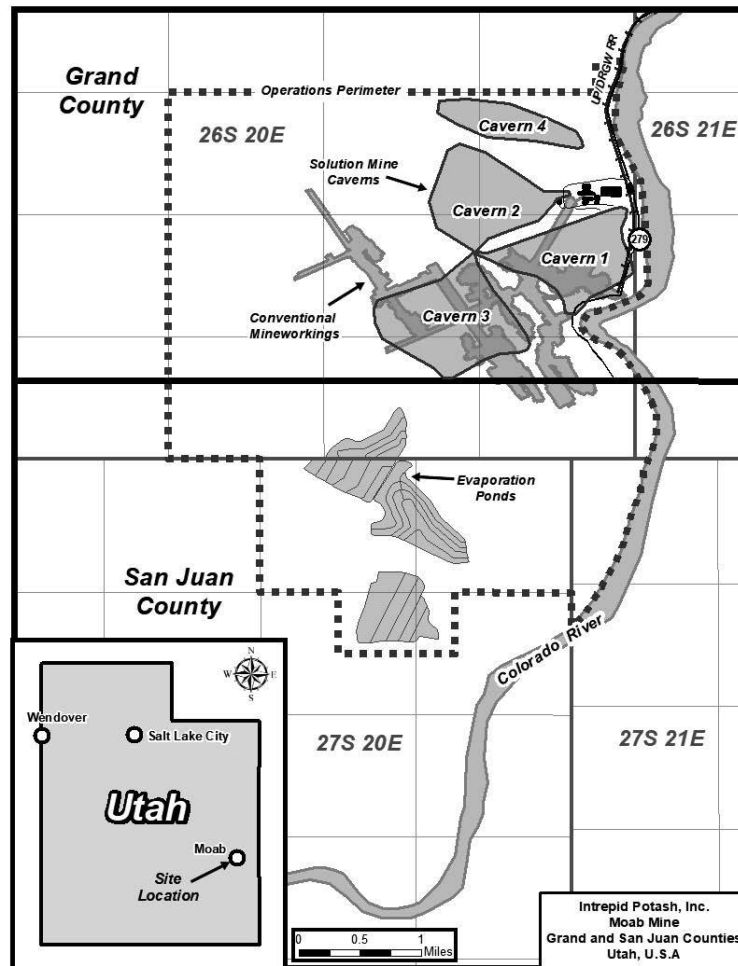 Grand
County
UP/DRGW RR
Operations Perimeter
26S 20E
26S 21E
Cavern 4
Solution Mine
Caverns
Cavern 2
279
Cavern 1
Conventional
Mineworkings
Cavern 3
Evaporation
Ponds
San Juan
County
Colorado River
27S 20E
27S 21E
N
W E
S
Wendover
Salt Lake City
Utah
Moab
Site
Location
0 0.5 1
Miles
Intrepid Potash, Inc.
Moab Mine
Grand and San Juan Counties
Utah, U.S.A